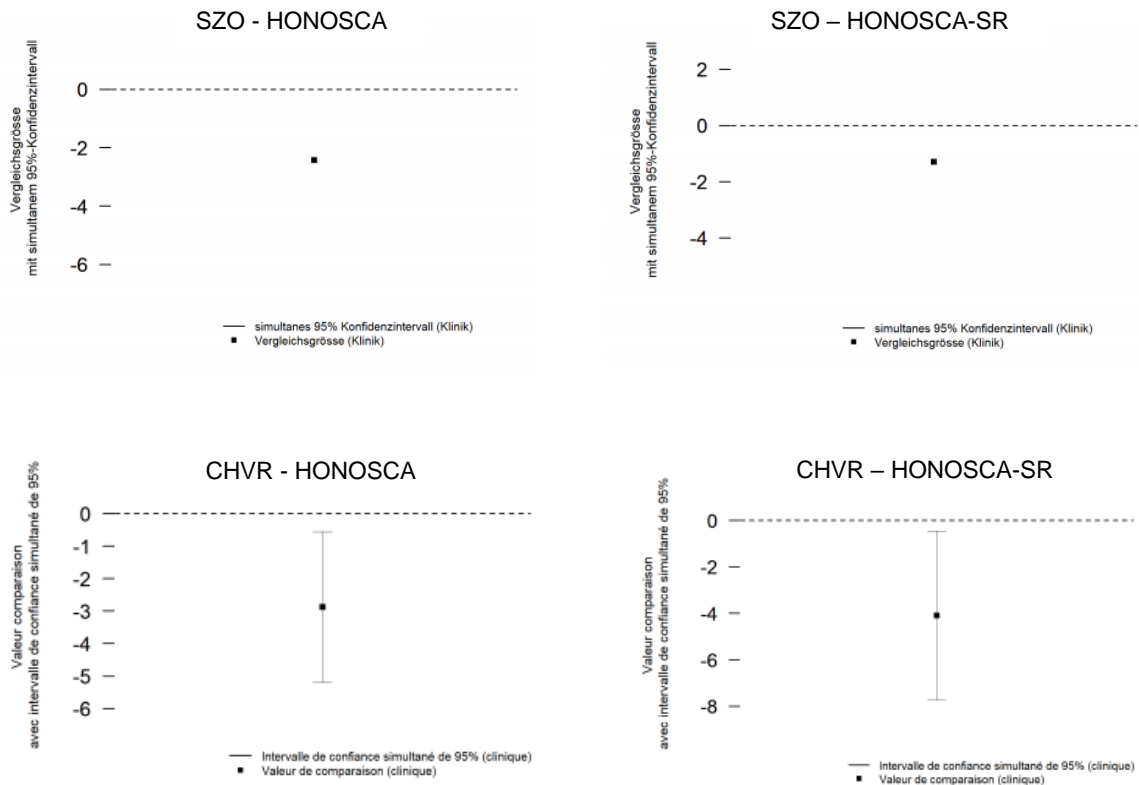 SZO - HONOSCA
Vergleichsgrösse
mit simultanem 95%-Konfidenzintervall
0
-2
-4
-6
simultanes 95% Konfidenzintervall (Klinik)
Vergleichsgrösse (Klinik)
SZO – HONOSCA-SR
Vergleichsgrösse
mit simultanem 95%-Konfidenzintervall
2
0
-2
-4
simultanes 95% Konfidenzintervall (Klinik)
Vergleichsgrösse (Klinik)
CHVR - HONOSCA
Valeur comparaison
avec intervalle de confiance simultané de 95%
0
-1
-2
-3
-4
-5
-6
Intervalle de confiance simultané de 95% (clinique)
Valeur de comparaison (clinique)
CHVR – HONOSCA-SR
Valeur comparaison
avec intervalle de confiance simultané de 95%
0
-2
-4
-6
-8
Intervalle de confiance simultané de 95% (clinique)
Valeur de comparaison (clinique)